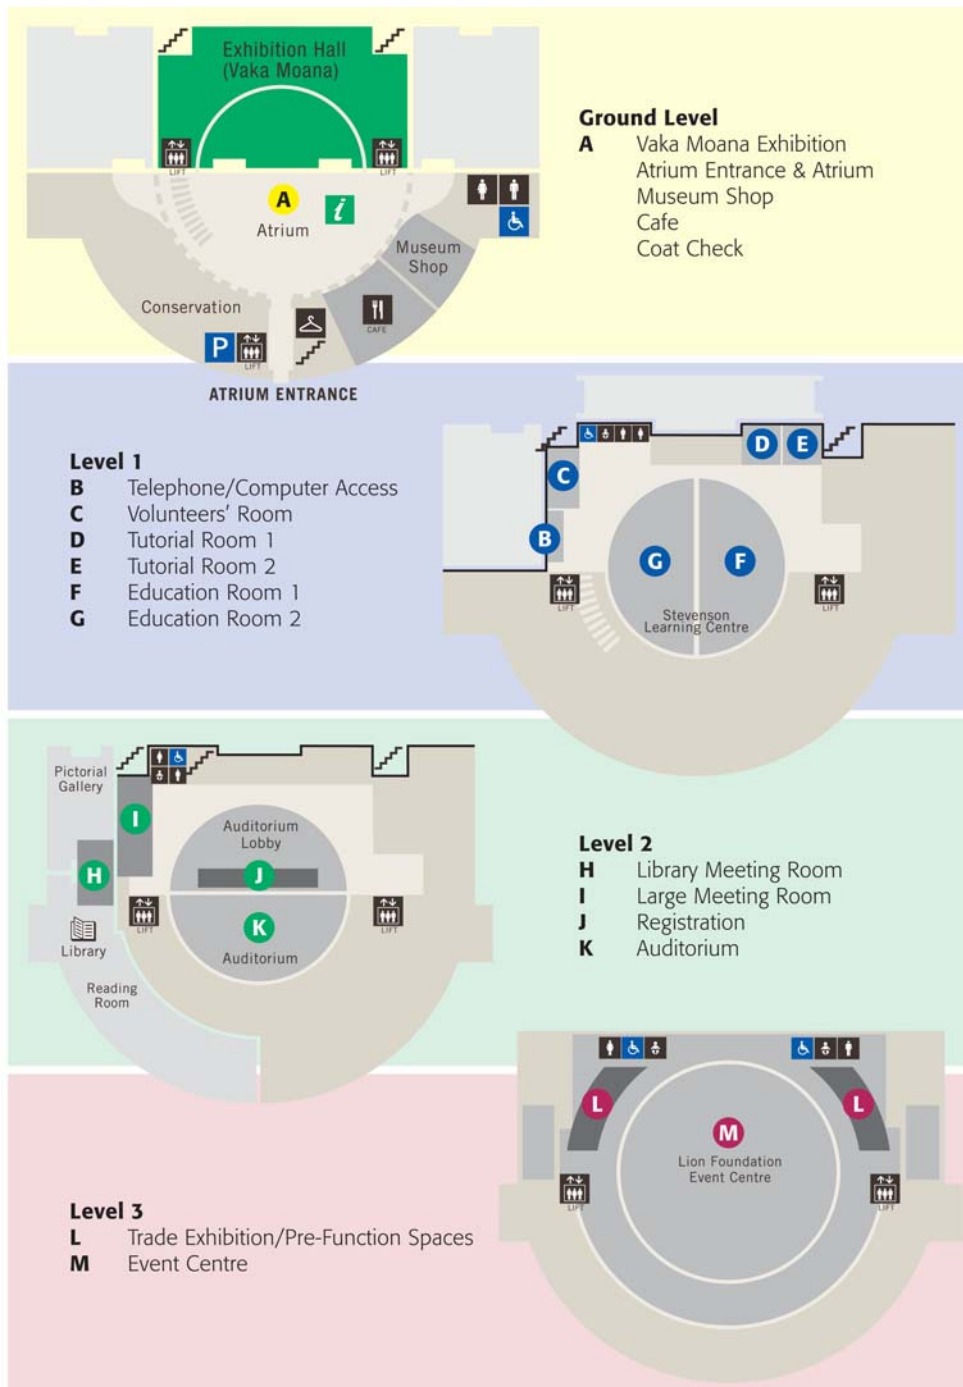 Exhibition Hall
(Vaka Moana)
LIFT
LIFT
A
Atrium
i
Museum
Shop
Conservation
P
LIFT
CAFE
ATRIUM ENTRANCE
Ground Level
A Vaka Moana Exhibition
Atrium Entrance & Atrium
Museum Shop
Cafe
Coat Check
Level 1
B Telephone/Computer Access
C Volunteers' Room
D Tutorial Room 1
E Tutorial Room 2
F Education Room 1
G Education Room 2
D
E
C
B
G
F
LIFT
LIFT
Stevenson
Learning Centre
Pictorial
Gallery
I
Auditorium
Lobby
H
J
LIFT
LIFT
K
Library
Auditorium
Reading
Room
Level 2
H Library Meeting Room
I Large Meeting Room
J Registration
K Auditorium
L
L
M
Lion Foundation
Event Centre
LIFT
LIFT
Level 3
L Trade Exhibition/Pre-Function Spaces
M Event Centre